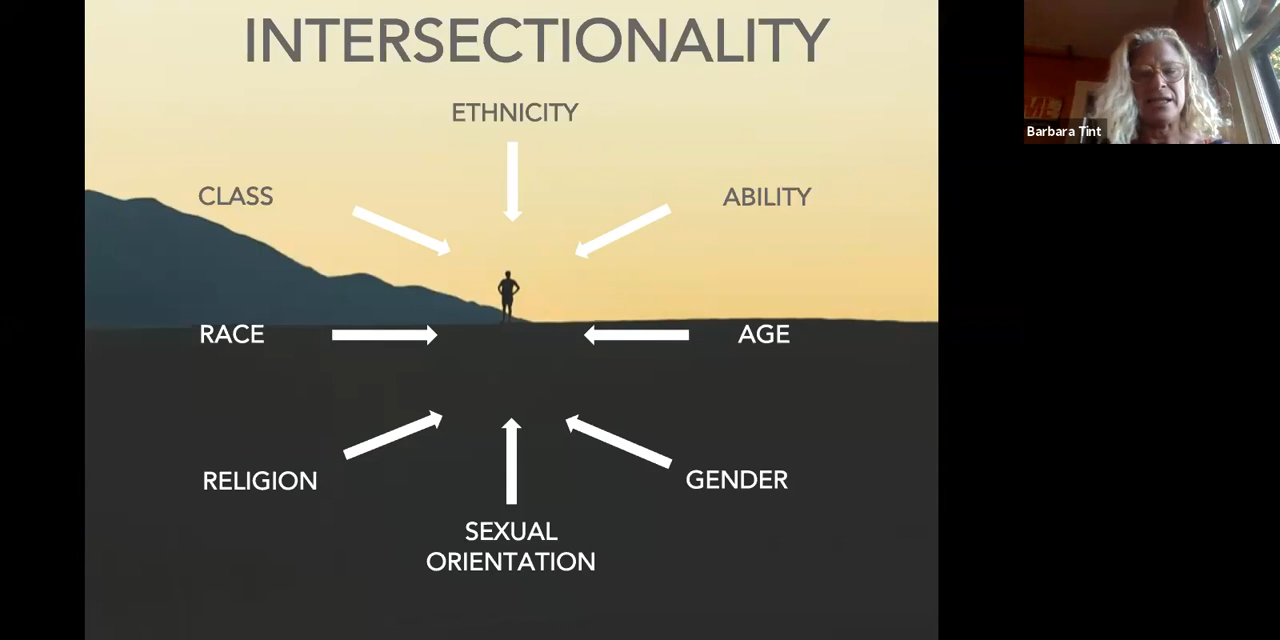 INTERSECTIONALITY
ETHNICITY
CLASS
ABILITY
RACE
AGE
RELIGION
GENDER
SEXUAL
ORIENTATION
Barbara Tint